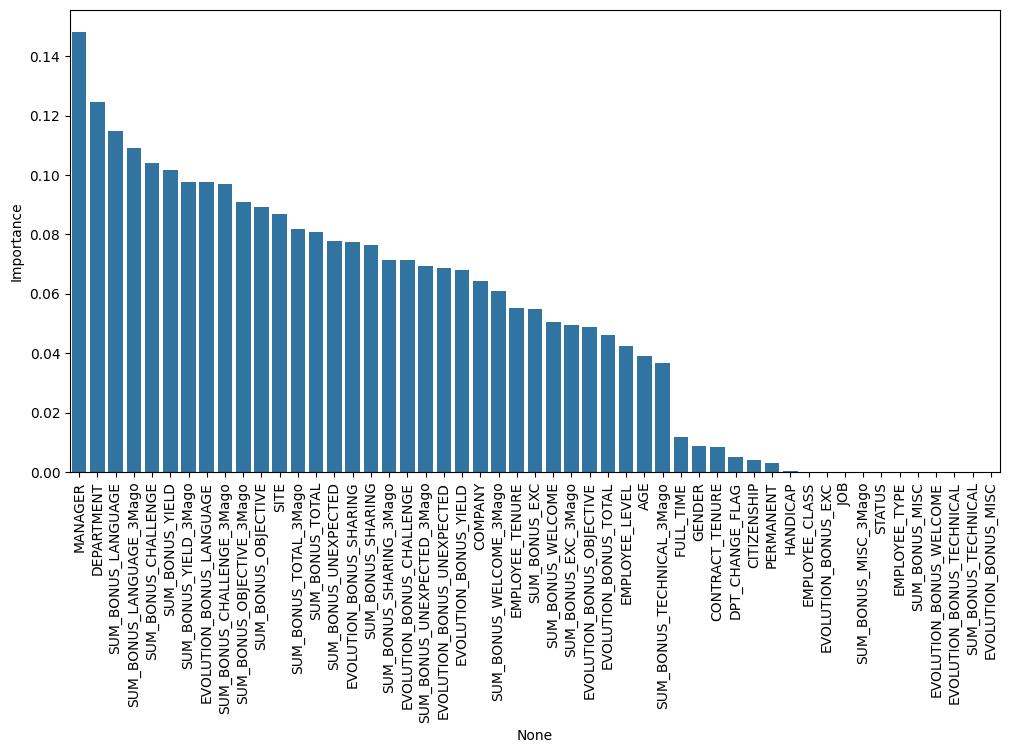 0.14
0.12
0.10
0.08
0.06
0.04
0.02
0.00
Importance
MANAGER
DEPARTMENT
SUM_BONUS_LANGUAGE
SUM_BONUS_LANGUAGE_3Mago
SUM_BONUS_CHALLENGE
SUM_BONUS_YIELD
SUM_BONUS_YIELD_3Mago
EVOLUTION_BONUS_LANGUAGE
SUM_BONUS_CHALLENGE_3Mago
SUM_BONUS_OBJECTIVE_3Mago
SUM_BONUS_OBJECTIVE
SITE
SUM_BONUS_TOTAL_3Mago
SUM_BONUS_TOTAL
SUM_BONUS_UNEXPECTED
EVOLUTION_BONUS_SHARING
SUM_BONUS_SHARING
SUM_BONUS_SHARING_3Mago
EVOLUTION_BONUS_CHALLENGE
SUM_BONUS_UNEXPECTED_3Mago
EVOLUTION_BONUS_UNEXPECTED
EVOLUTION_BONUS_YIELD
COMPANY
SUM_BONUS_WELCOME_3Mago
EMPLOYEE_TENURE
SUM_BONUS_EXC
SUM_BONUS_WELCOME
SUM_BONUS_EXC_3Mago
EVOLUTION_BONUS_OBJECTIVE
EVOLUTION_BONUS_TOTAL
EMPLOYEE_LEVEL
AGE
SUM_BONUS_TECHNICAL_3Mago
FULL_TIME
GENDER
CONTRACT_TENURE
DPT_CHANGE_FLAG
CITIZENSHIP
PERMANENT
HANDICAP
EMPLOYEE_CLASS
EVOLUTION_BONUS_EXC
JOB
SUM_BONUS_MISC_3Mago
STATUS
EMPLOYEE_TYPE
SUM_BONUS_MISC
EVOLUTION_BONUS_WELCOME
EVOLUTION_BONUS_TECHNICAL
SUM_BONUS_TECHNICAL
EVOLUTION_BONUS_MISC
None